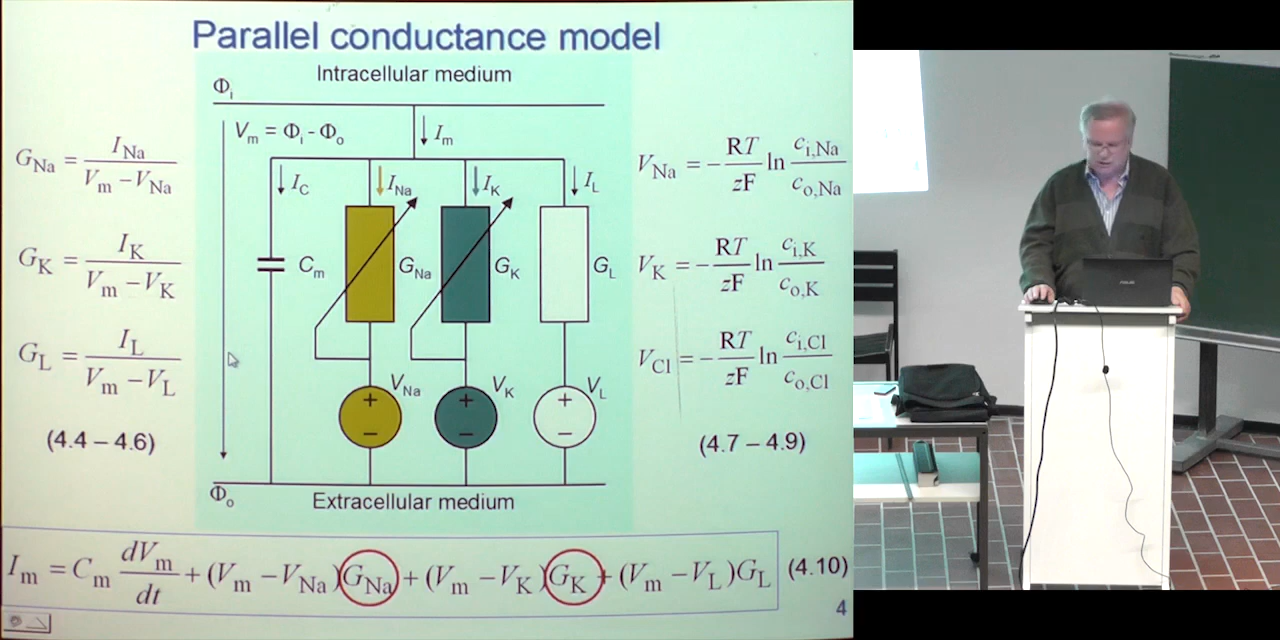 Parallel conductance model
Intracellular medium
Φi
Vm = Φi - Φo
Im
IC
INa
IK
IL
Cm
GNa
GK
GL
VNa
VK
VL
+
−
+
−
+
−
Φo
Extracellular medium
GNa = INa / (Vm − VNa)
GK = IK / (Vm − VK)
GL = IL / (Vm − VL)
(4.4 – 4.6)
VNa = − RT/zF ln ci,Na/co,Na
VK = − RT/zF ln ci,K/co,K
VCl = − RT/zF ln ci,Cl/co,Cl
(4.7 – 4.9)
Im = Cm dVm/dt + (Vm − VNa)GNa + (Vm − VK)GK + (Vm − VL)GL (4.10)
4
ASUS